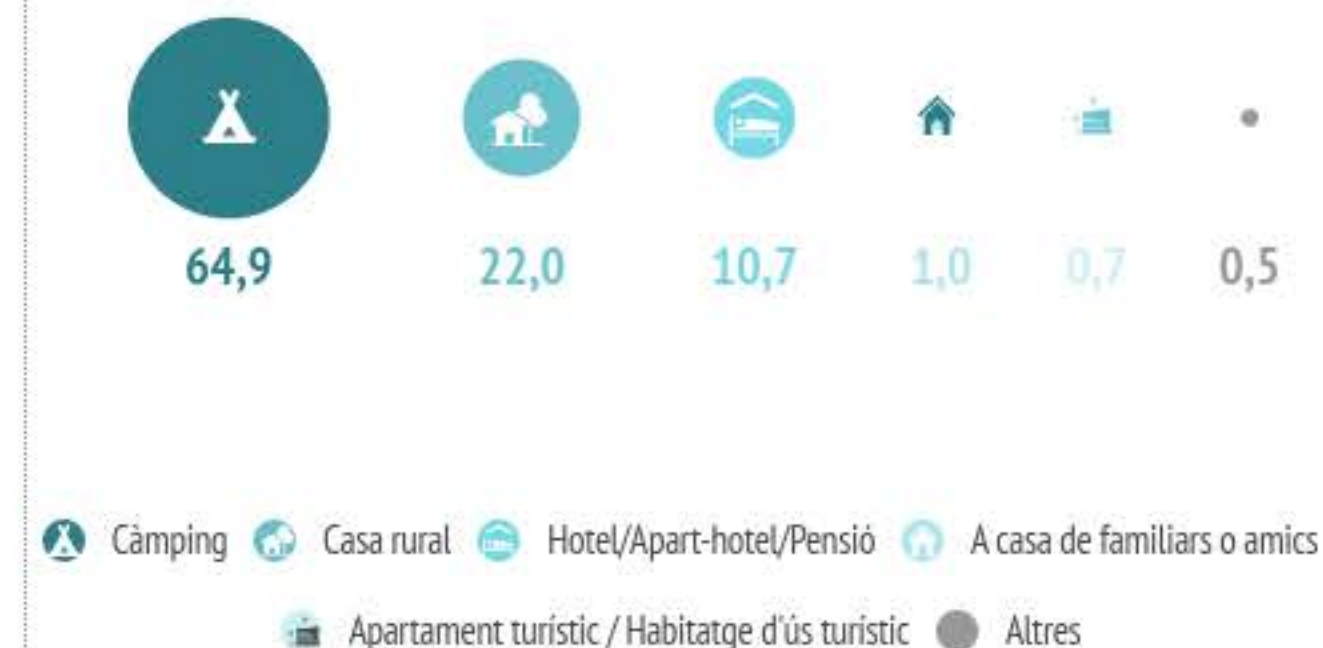 64,9 22,0 10,7 1,0 0,7 0,5
Càmping Casa rural Hotel/Apart-hotel/Pensió A casa de familiars o amics
Apartament turístic / Habitatge d'ús turístic Altres